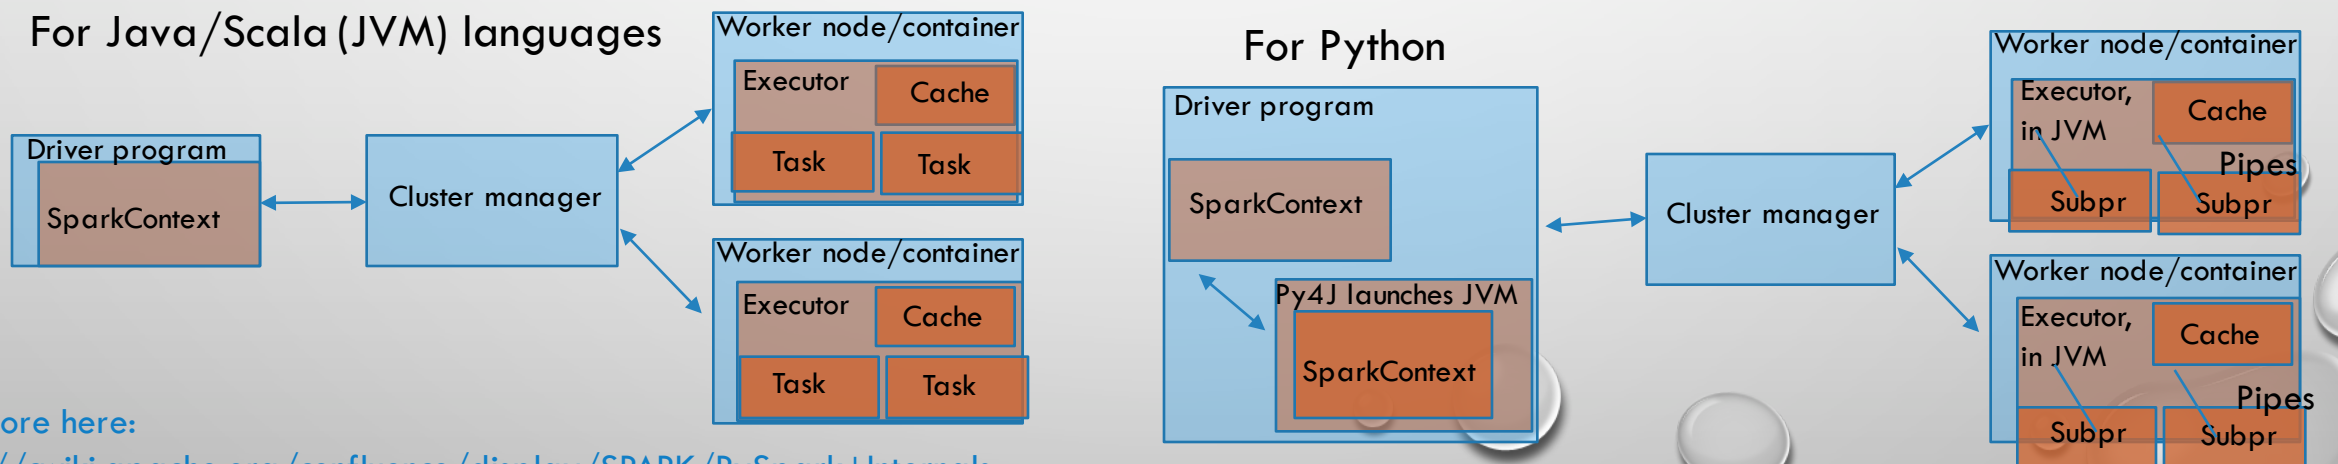 For Java/Scala (JVM) languages
Driver program
SparkContext
Cluster manager
Worker node/container
Executor
Cache
Task
Task
Worker node/container
Executor
Cache
Task
Task
ore here:
For Python
Driver program
SparkContext
Py4J launches JVM
SparkContext
Cluster manager
Worker node/container
Executor,
in JVM
Cache
Pipes
Subpr
Subpr
Worker node/container
Executor,
in JVM
Cache
Pipes
Subpr
Subpr